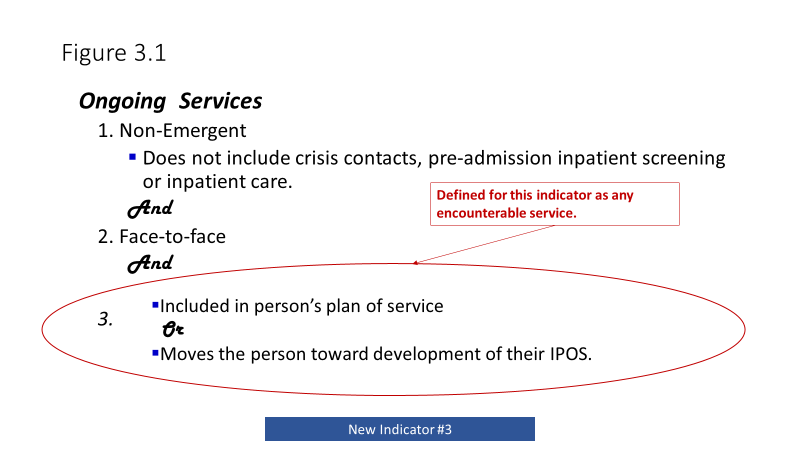 Figure 3.1
Ongoing Services
1. Non-Emergent
▪ Does not include crisis contacts, pre-admission inpatient screening
or inpatient care.
And
Defined for this indicator as any
encounterable service.
2. Face-to-face
And
3.
▪Included in person’s plan of service
Or
▪Moves the person toward development of their IPOS.
New Indicator #3